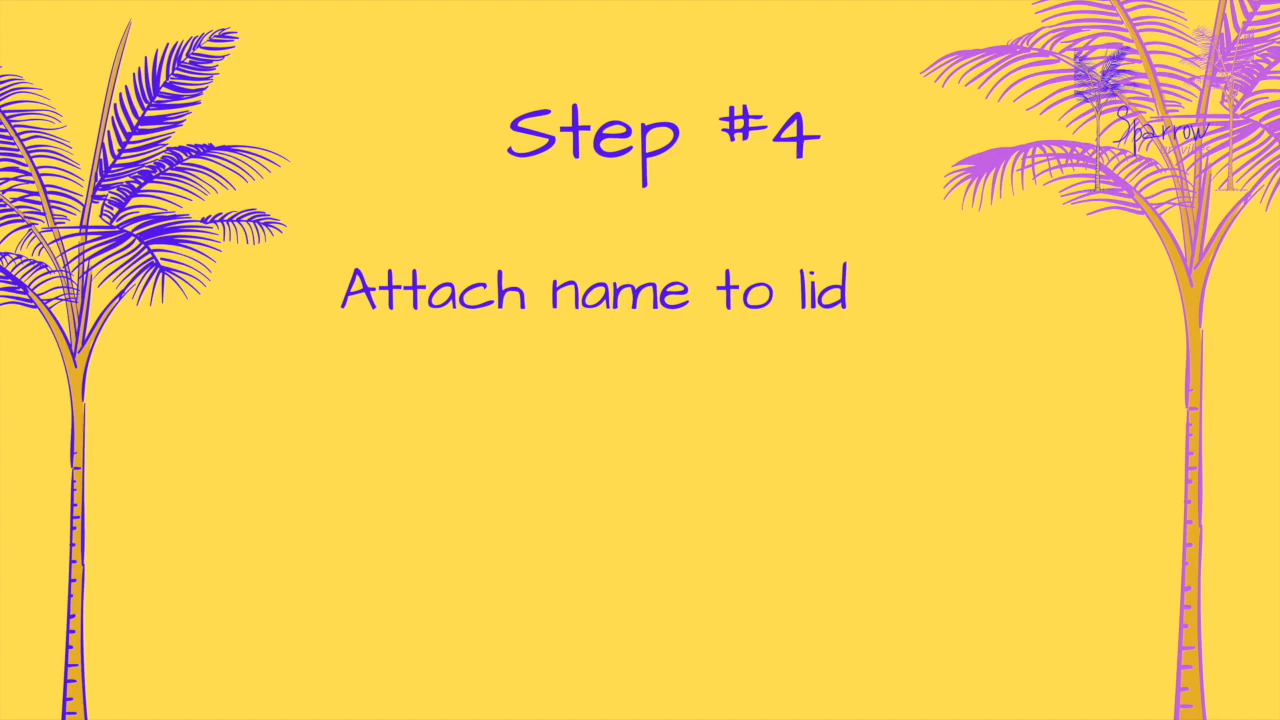 Step #4
Sparrow
Attach name to lid